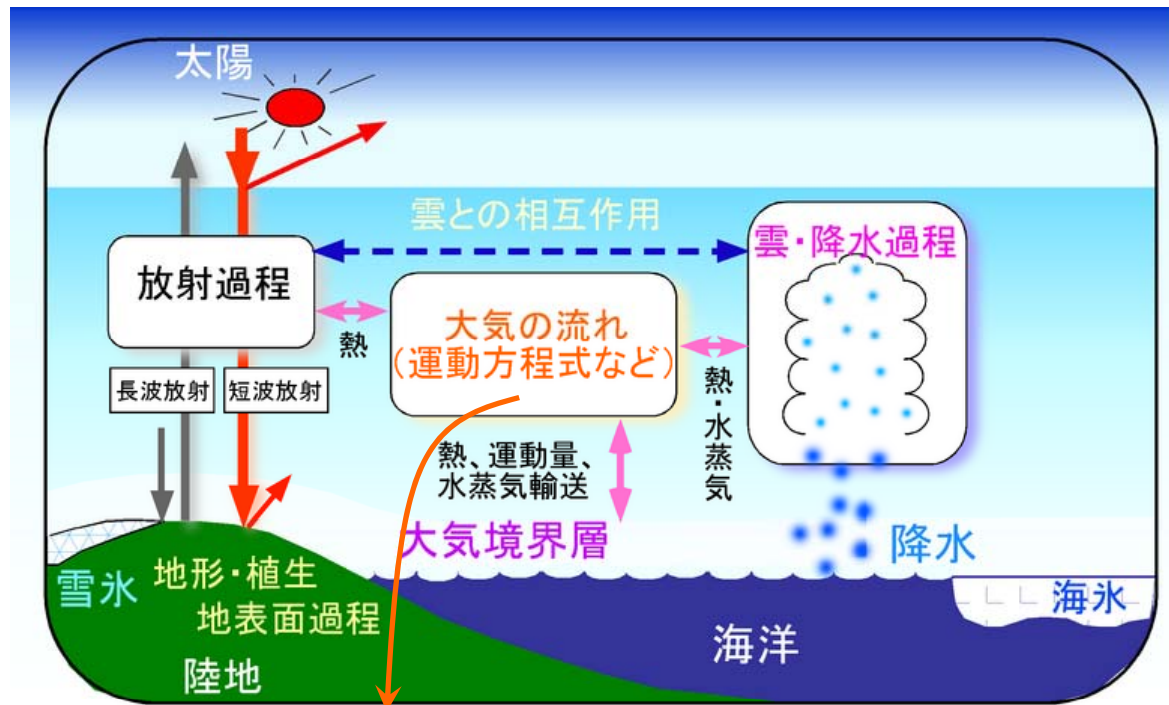 太陽
雲との相互作用
雲・降水過程
放射過程
熱
大気の流れ
(運動方程式など)
熱・水蒸気
長波放射
短波放射
熱、運動量、
水蒸気輸送
大気境界層
降水
雪氷
地形・植生
地表面過程
陸地
海洋
海氷